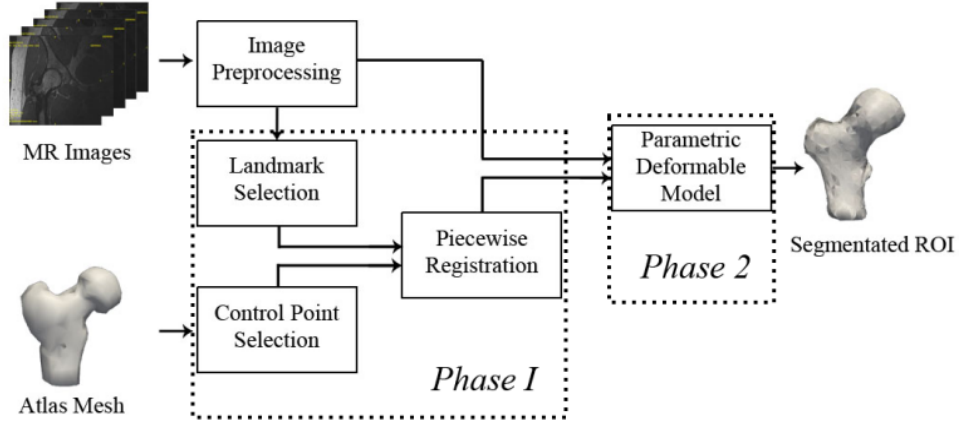 Image
Preprocessing
MR Images
Landmark
Selection
Parametric
Deformable
Model
Piecewise
Registration
Segmentated ROI
Phase 2
Control Point
Selection
Phase I
Atlas Mesh